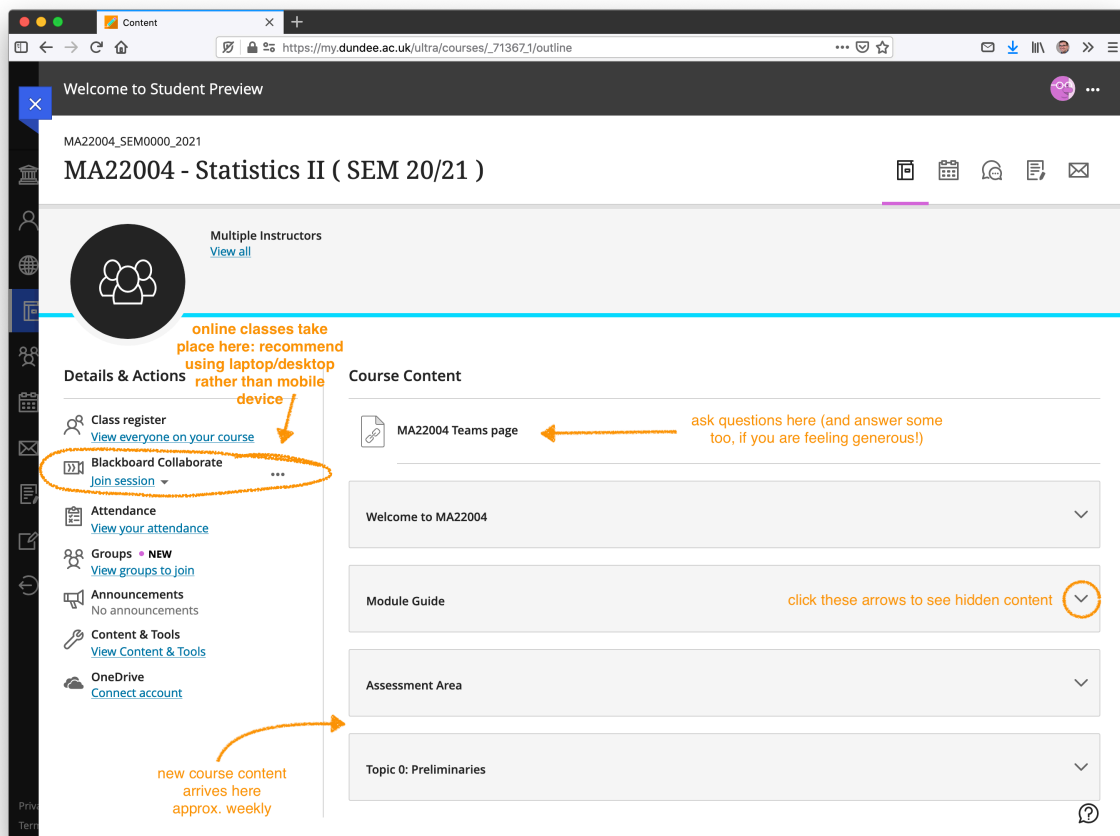 Content
https://my.dundee.ac.uk/ultra/courses/_71367_1/outline
Welcome to Student Preview
MA22004_SEM0000_2021
MA22004 - Statistics II ( SEM 20/21 )
Multiple Instructors
View all
online classes take
place here: recommend
using laptop/desktop
rather than mobile
device
Details & Actions
Class register
View everyone on your course
Blackboard Collaborate
Join session
Attendance
View your attendance
Groups • NEW
View groups to join
Announcements
No announcements
Content & Tools
View Content & Tools
OneDrive
Connect account
new course content
arrives here
approx. weekly
Course Content
MA22004 Teams page
ask questions here (and answer some
too, if you are feeling generous!)
Welcome to MA22004
Module Guide
click these arrows to see hidden content
Assessment Area
Topic 0: Preliminaries